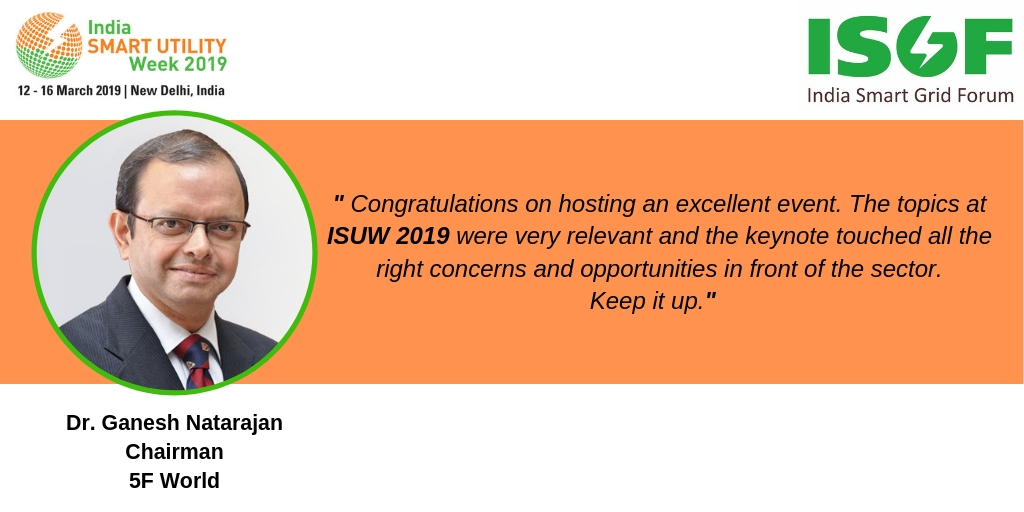 India
SMART UTILITY
Week 2019
12 - 16 March 2019 | New Delhi, India
ISGF
India Smart Grid Forum
" Congratulations on hosting an excellent event. The topics at
ISUW 2019 were very relevant and the keynote touched all the
right concerns and opportunities in front of the sector.
Keep it up."
Dr. Ganesh Natarajan
Chairman
5F World